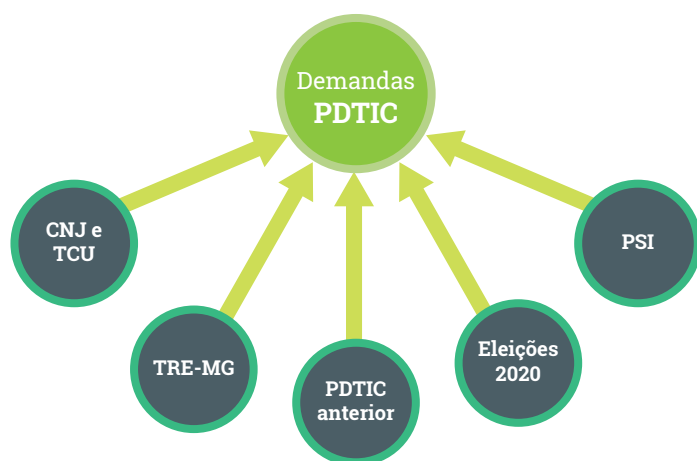 Demandas
PDTIC
CNJ e
TCU
PSI
TRE-MG
Eleições
2020
PDTIC
anterior